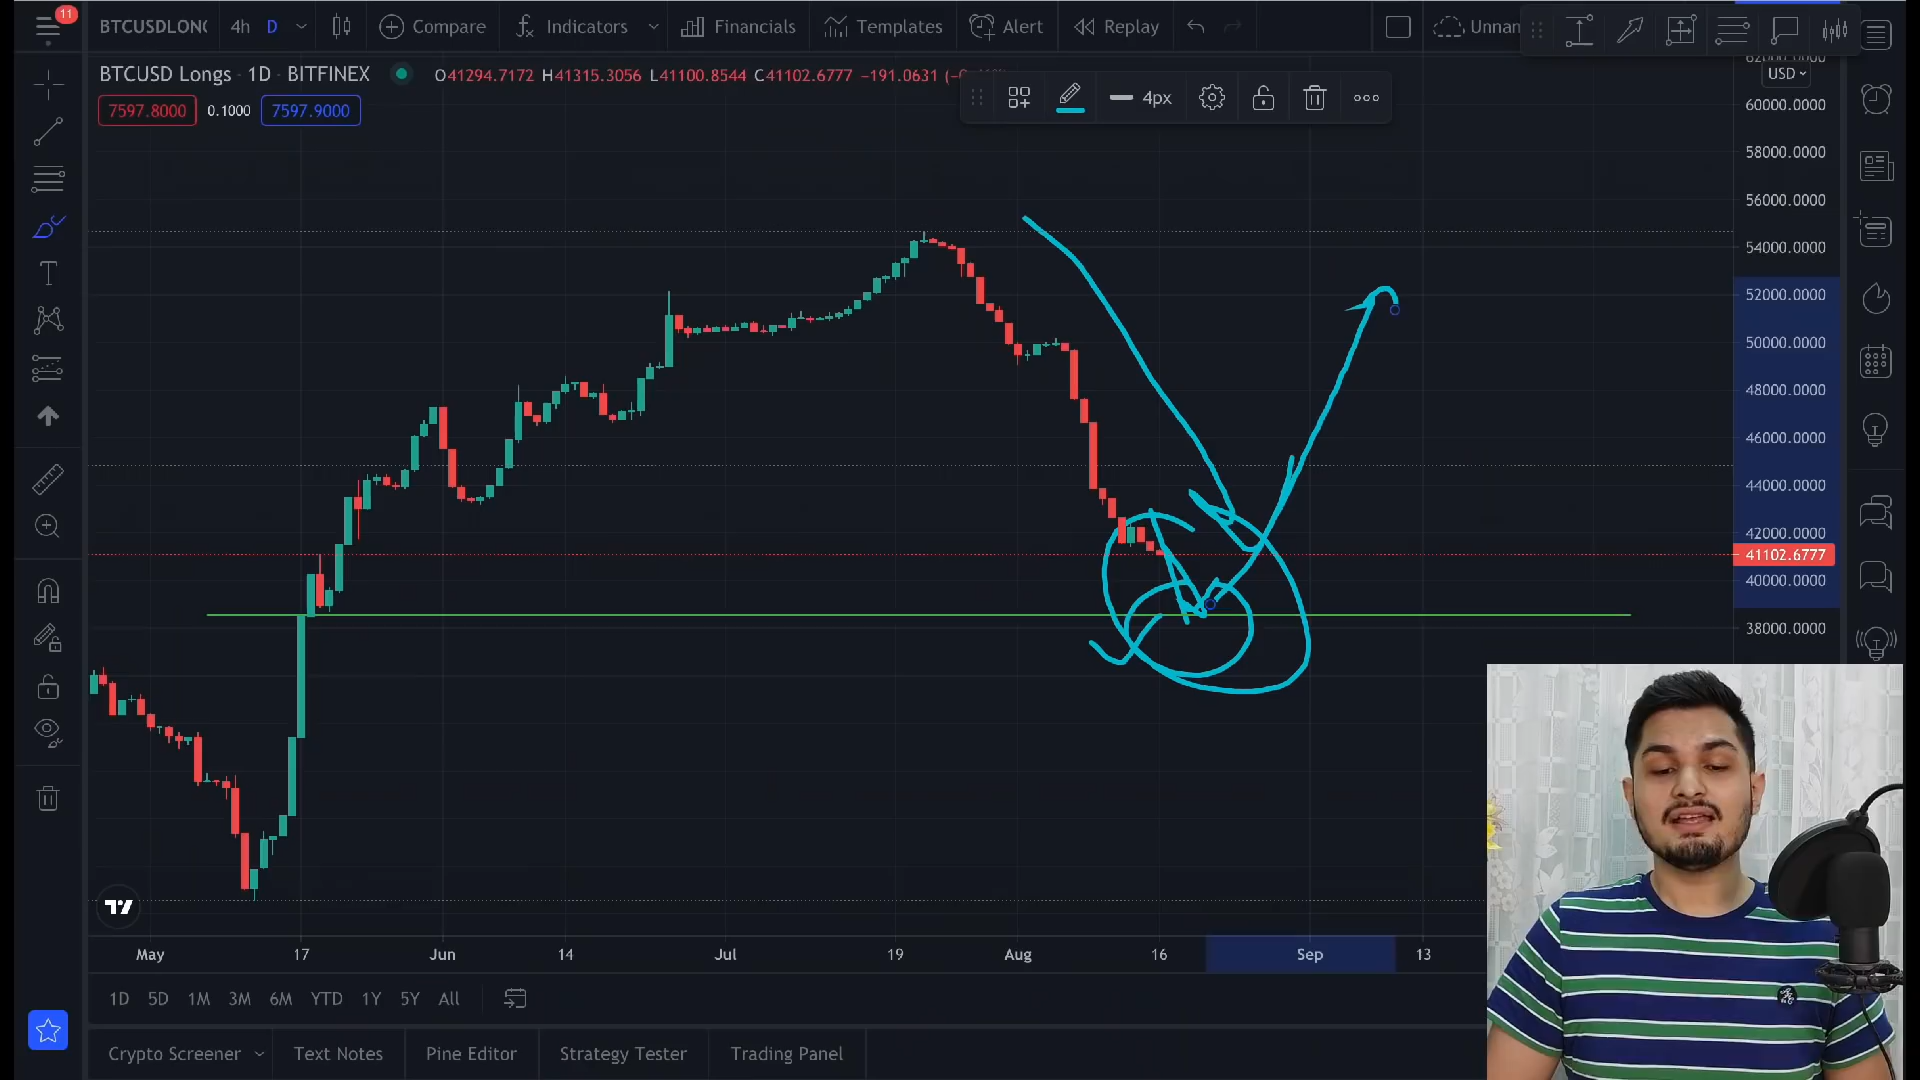 11
BTCUSDLONG
4h D
Compare
Indicators
Financials
Templates
Alert
Replay
Unnan
BTCUSD Longs · 1D · BITFINEX
O41294.7172 H41315.3056 L41100.8544 C41102.6777 −191.0631
7597.8000 0.1000 7597.9000
4px
USD
60000.0000
58000.0000
56000.0000
54000.0000
52000.0000
50000.0000
48000.0000
46000.0000
44000.0000
42000.0000
41102.6777
40000.0000
38000.0000
May 17 Jun 14 Jul 19 Aug 16 Sep 13
1D 5D 1M 3M 6M YTD 1Y 5Y All
Crypto Screener
Text Notes
Pine Editor
Strategy Tester
Trading Panel